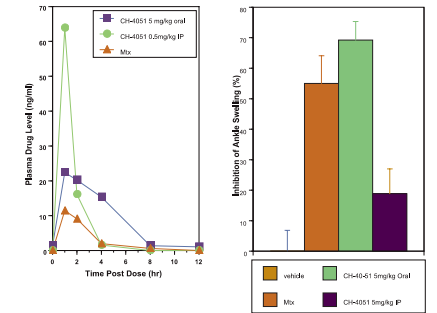 Plasma Drug Level (ng/ml)
70
60
50
40
30
20
10
0
CH-4051 5 mg/kg oral
CH-4051 0.5mg/kg IP
Mtx
0 2 4 6 8 10 12
Time Post Dose (hr)
Inhibition of Ankle Swelling (%)
80
70
60
50
40
30
20
10
0
vehicle
CH-40-51 5mg/kg Oral
Mtx
CH-4051 5mg/kg IP